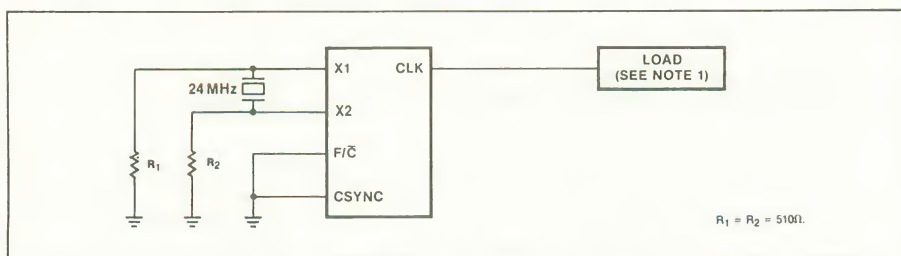 X1
CLK
LOAD
(SEE NOTE 1)
24 MHz
X2
R₁
R₂
F/C̅
CSYNC
R₁ = R₂ = 510Ω.